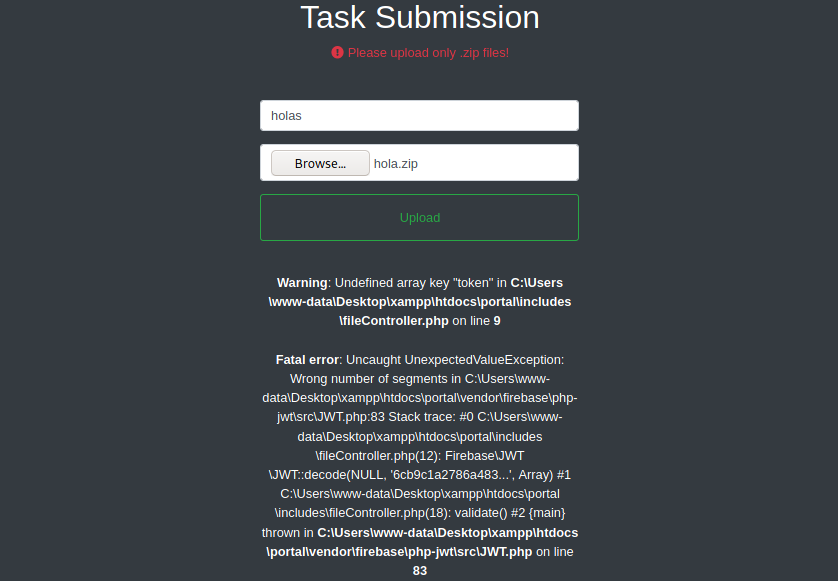 Task Submission
Please upload only .zip files!
holas
Browse... hola.zip
Upload
Warning: Undefined array key "token" in C:\Users
\www-data\Desktop\xampp\htdocs\portal\includes
\fileController.php on line 9
Fatal error: Uncaught UnexpectedValueException:
Wrong number of segments in C:\Users\www-
data\Desktop\xampp\htdocs\portal\vendor\firebase\php-
jwt\src\JWT.php:83 Stack trace: #0 C:\Users\www-
data\Desktop\xampp\htdocs\portal\includes
\fileController.php(12): Firebase\JWT
\JWT::decode(NULL, '6cb9c1a2786a483...', Array) #1
C:\Users\www-data\Desktop\xampp\htdocs\portal
\includes\fileController.php(18): validate() #2 {main}
thrown in C:\Users\www-data\Desktop\xampp\htdocs
\portal\vendor\firebase\php-jwt\src\JWT.php on line
83